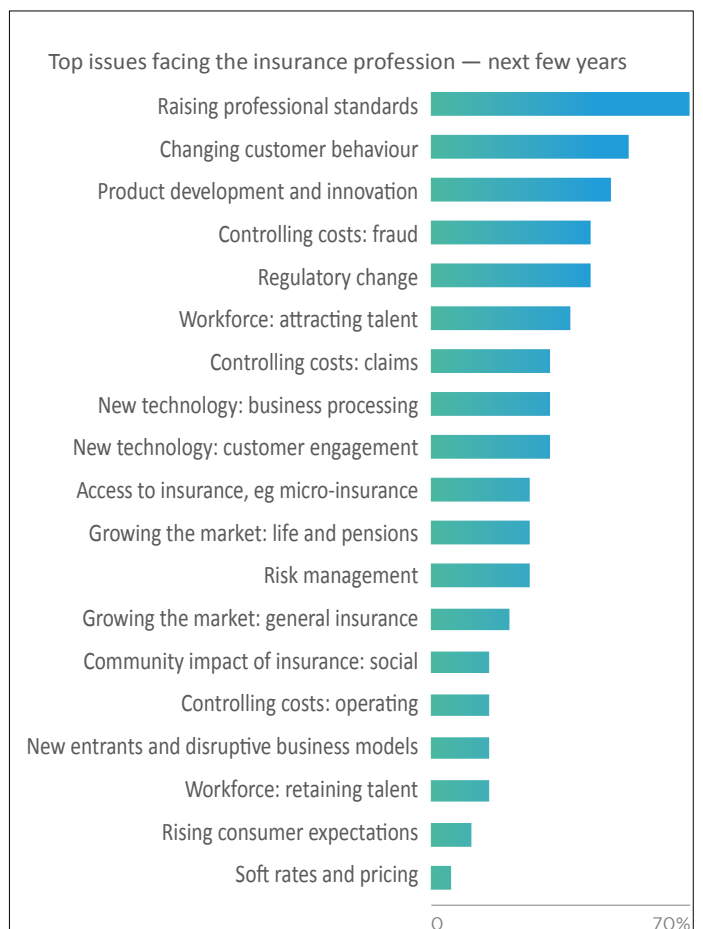 Top issues facing the insurance profession — next few years
Raising professional standards
Changing customer behaviour
Product development and innovation
Controlling costs: fraud
Regulatory change
Workforce: attracting talent
Controlling costs: claims
New technology: business processing
New technology: customer engagement
Access to insurance, eg micro-insurance
Growing the market: life and pensions
Risk management
Growing the market: general insurance
Community impact of insurance: social
Controlling costs: operating
New entrants and disruptive business models
Workforce: retaining talent
Rising consumer expectations
Soft rates and pricing
0 70%